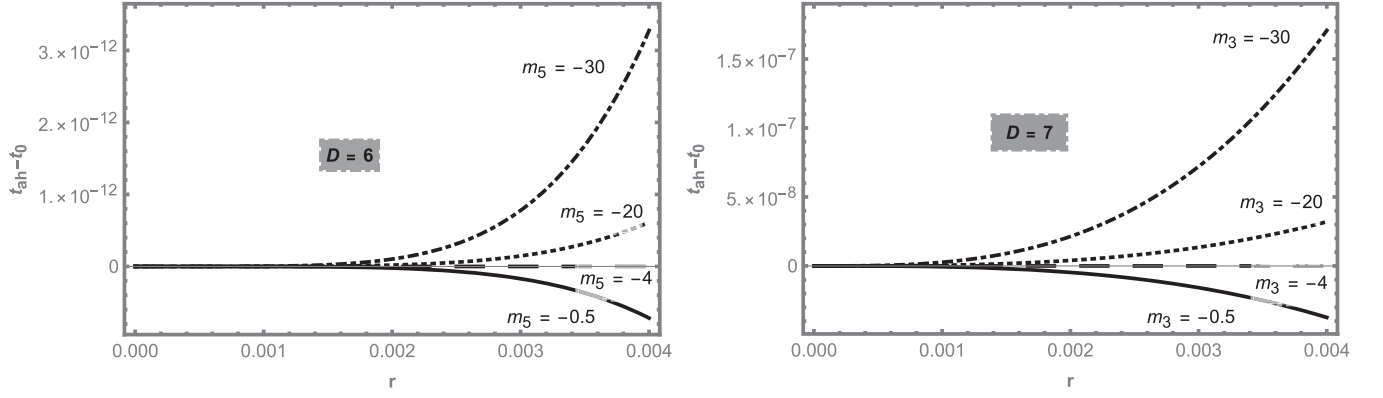 3.×10⁻¹²
2.×10⁻¹²
1.×10⁻¹²
0
t_ah−t_0
D = 6
m_5 = −30
m_5 = −20
m_5 = −4
m_5 = −0.5
0.000 0.001 0.002 0.003 0.004
r
1.5×10⁻⁷
1.×10⁻⁷
5.×10⁻⁸
0
t_ah−t_0
D = 7
m_3 = −30
m_3 = −20
m_3 = −4
m_3 = −0.5
0.000 0.001 0.002 0.003 0.004
r